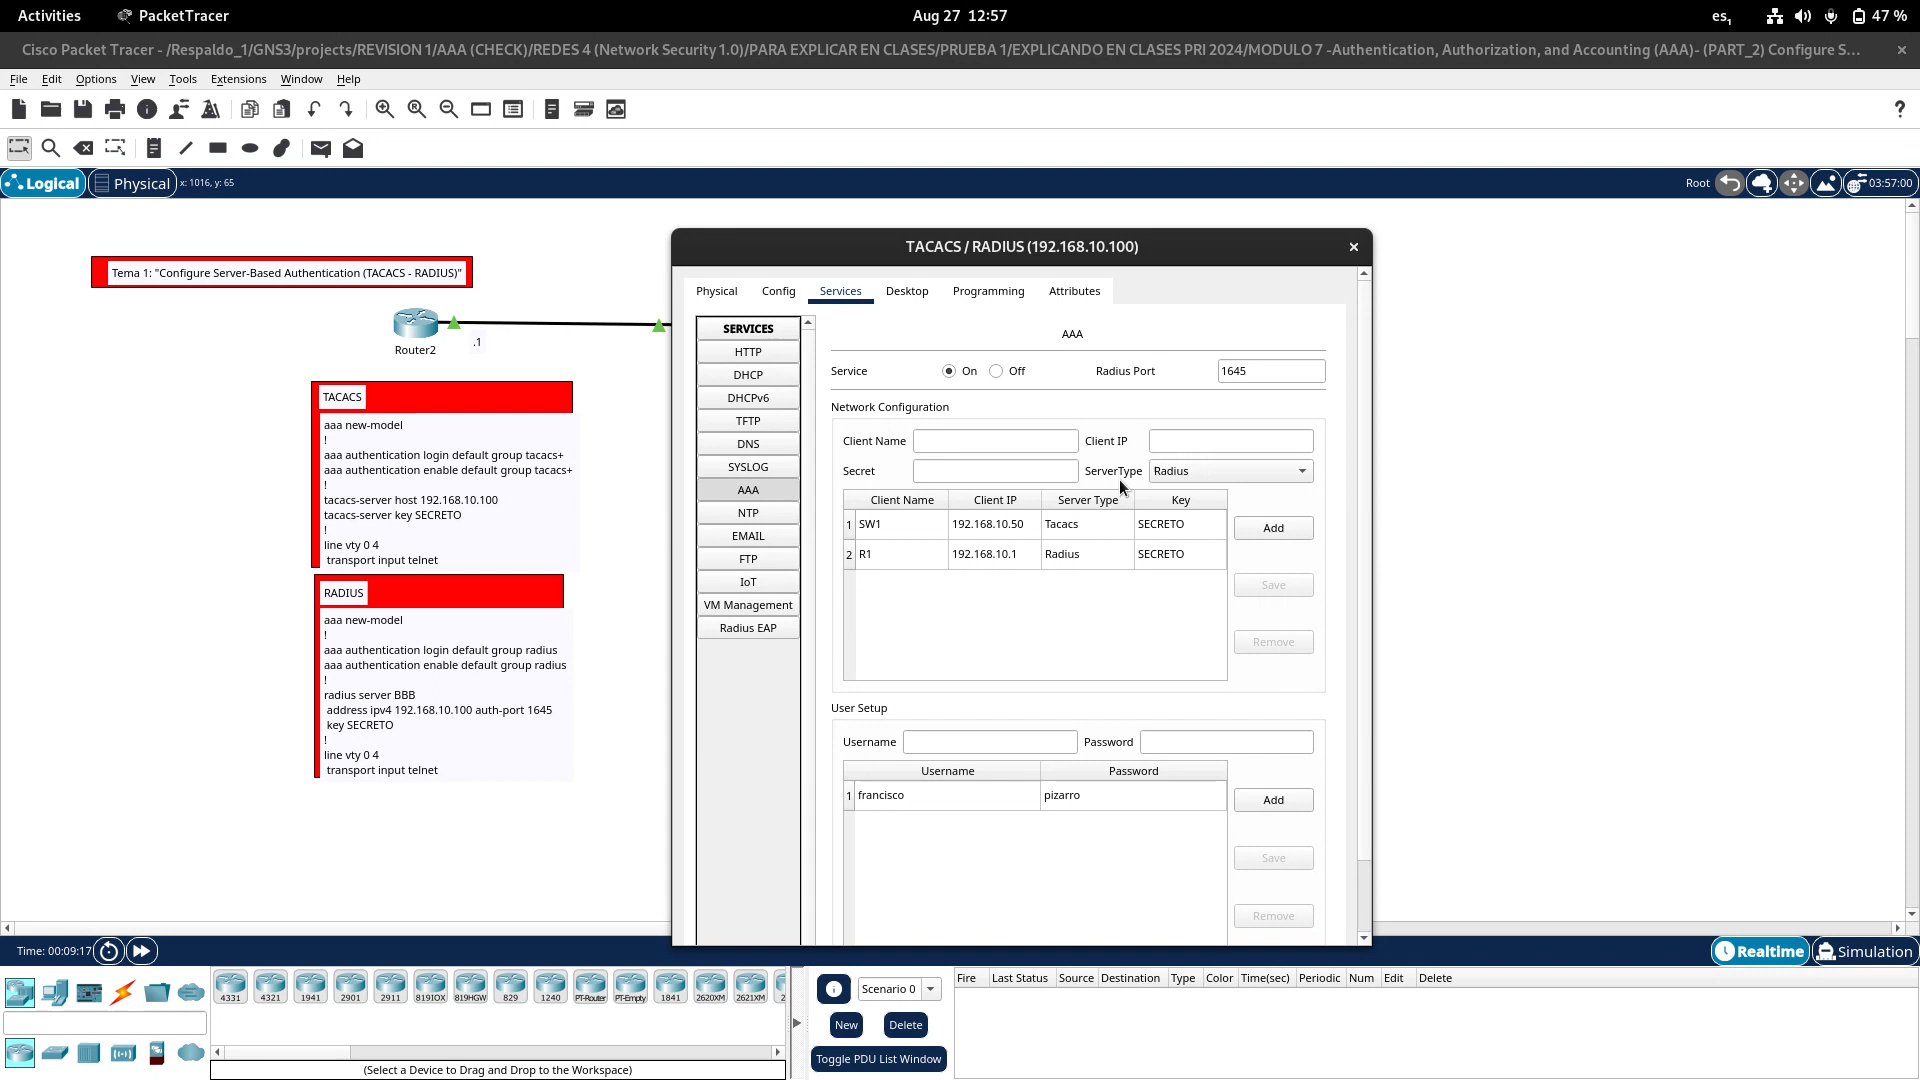 Activities
PacketTracer
Aug 27 12:57
es₁
47 %
Cisco Packet Tracer - /Respaldo_1/GNS3/projects/REVISION 1/AAA (CHECK)/REDES 4 (Network Security 1.0)/PARA EXPLICAR EN CLASES/PRUEBA 1/EXPLICANDO EN CLASES PRI 2024/MODULO 7 -Authentication, Authorization, and Accounting (AAA)- (PART_2) Configure S...
File Edit Options View Tools Extensions Window Help
Logical
Physical
x: 1016, y: 65
Root
03:57:00
Tema 1: "Configure Server-Based Authentication (TACACS - RADIUS)"
Router2
.1
TACACS
aaa new-model
!
aaa authentication login default group tacacs+
aaa authentication enable default group tacacs+
!
tacacs-server host 192.168.10.100
tacacs-server key SECRETO
!
line vty 0 4
transport input telnet
RADIUS
aaa new-model
!
aaa authentication login default group radius
aaa authentication enable default group radius
!
radius server BBB
address ipv4 192.168.10.100 auth-port 1645
key SECRETO
!
line vty 0 4
transport input telnet
TACACS / RADIUS (192.168.10.100)
Physical Config Services Desktop Programming Attributes
SERVICES
HTTP
DHCP
DHCPv6
TFTP
DNS
SYSLOG
AAA
NTP
EMAIL
FTP
IoT
VM Management
Radius EAP
AAA
Service On Off Radius Port 1645
Network Configuration
Client Name Client IP
Secret ServerType Radius
Client Name Client IP Server Type Key
1 SW1 192.168.10.50 Tacacs SECRETO
2 R1 192.168.10.1 Radius SECRETO
Add
Save
Remove
User Setup
Username Password
Username Password
1 francisco pizarro
Add
Save
Remove
Time: 00:09:17
Realtime
Simulation
4331 4321 1941 2901 2911 819IOX 819HGW 829 1240 PT-Router PT-Empty 1841 2620XM 2621XM 2
(Select a Device to Drag and Drop to the Workspace)
Scenario 0
New
Delete
Toggle PDU List Window
Fire Last Status Source Destination Type Color Time(sec) Periodic Num Edit Delete